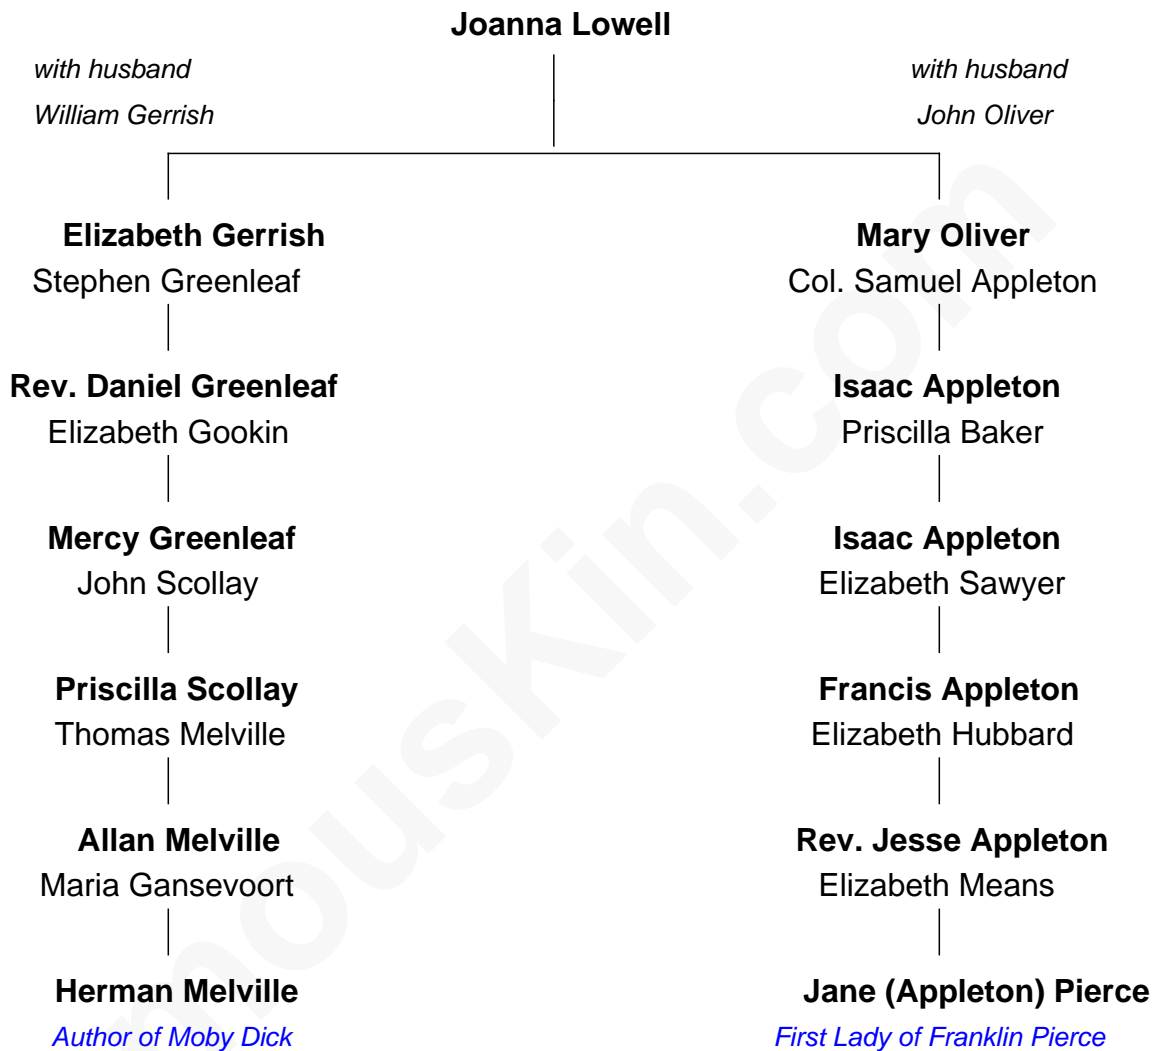 Joanna Lowell
with husband
William Gerrish
with husband
John Oliver
Elizabeth Gerrish
Stephen Greenleaf
Mary Oliver
Col. Samuel Appleton
Rev. Daniel Greenleaf
Elizabeth Gookin
Isaac Appleton
Priscilla Baker
Mercy Greenleaf
John Scollay
Isaac Appleton
Elizabeth Sawyer
Priscilla Scollay
Thomas Melville
Francis Appleton
Elizabeth Hubbard
Allan Melville
Maria Gansevoort
Rev. Jesse Appleton
Elizabeth Means
Herman Melville
Author of Moby Dick
Jane (Appleton) Pierce
First Lady of Franklin Pierce
mousKin.com